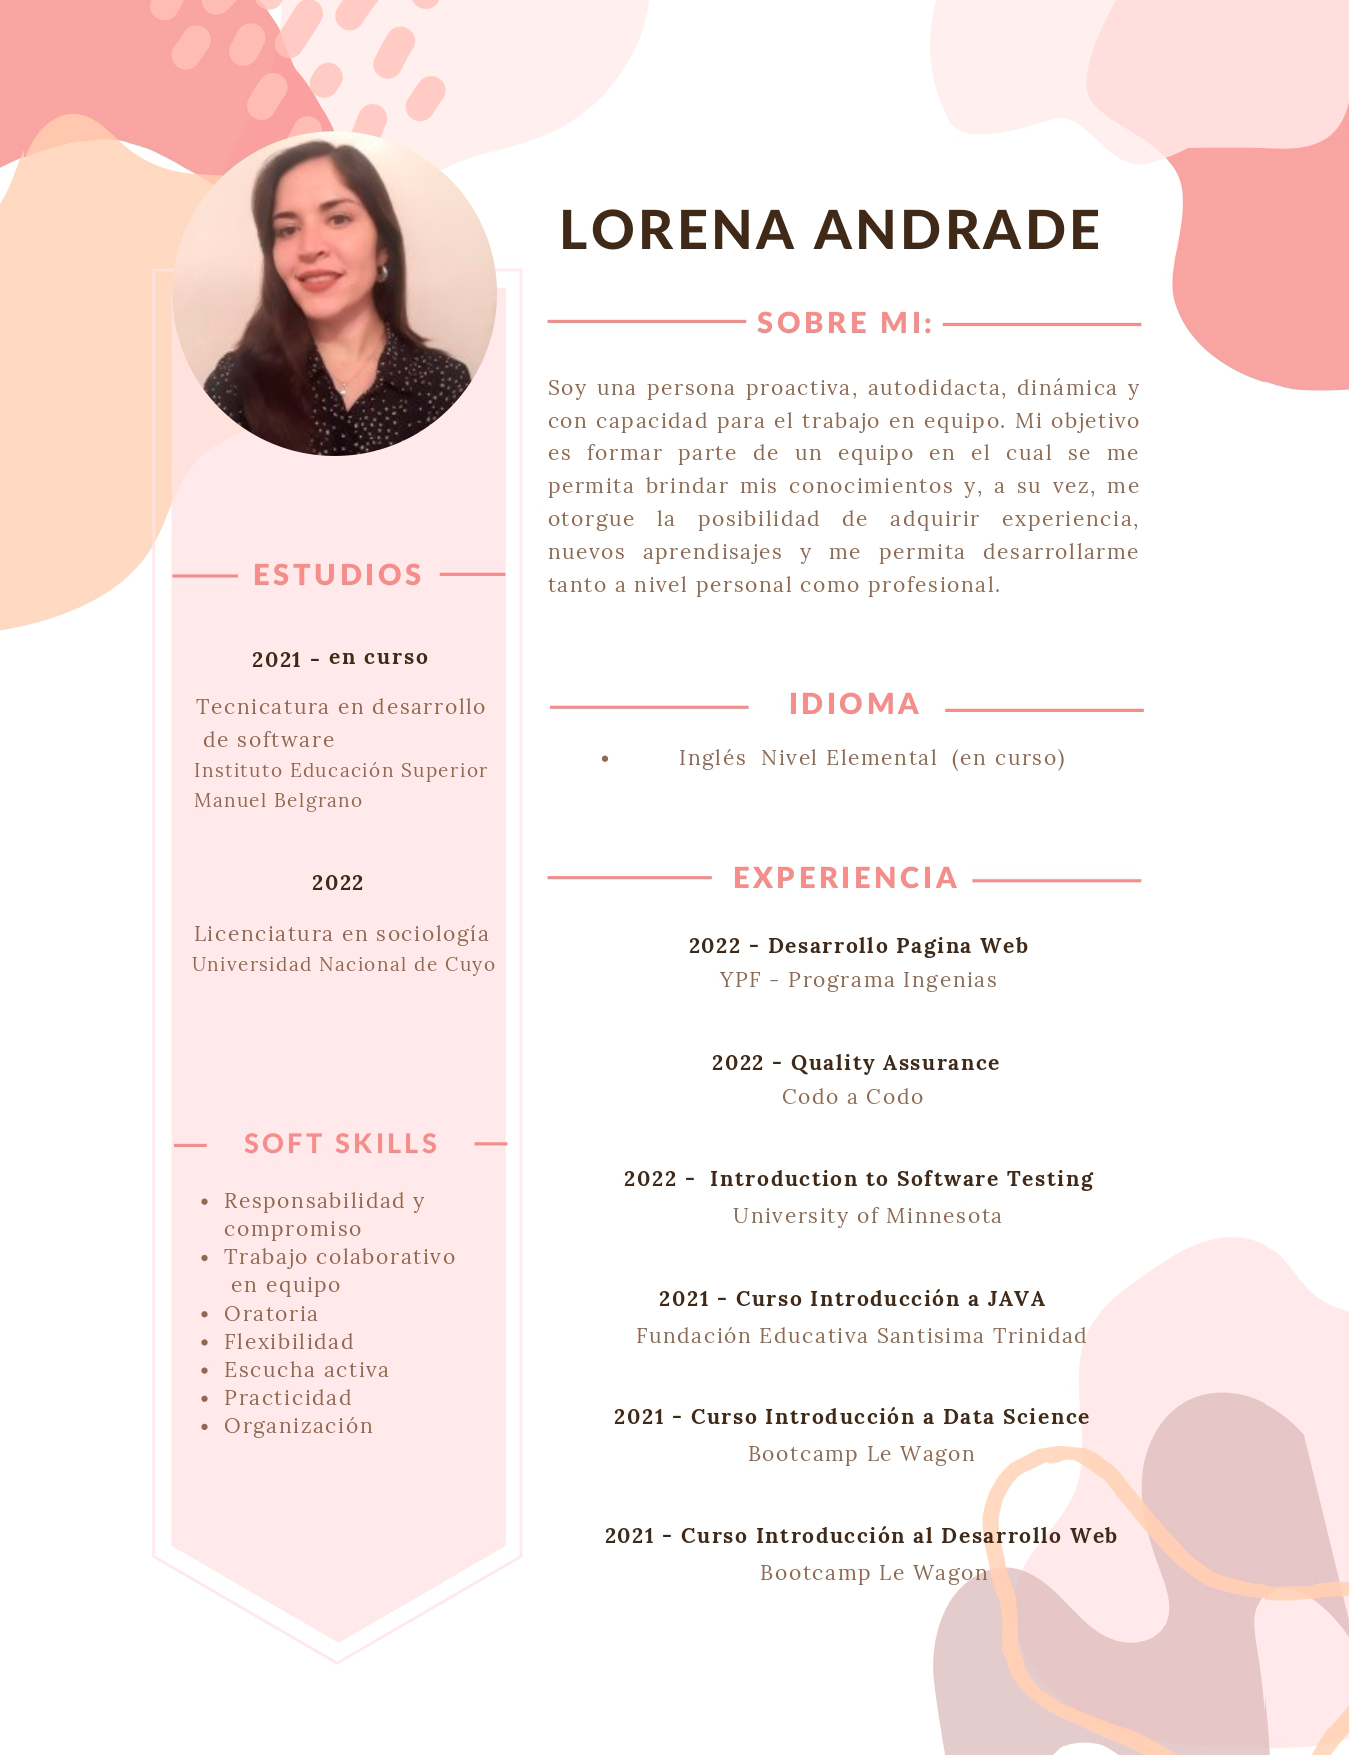 LORENA ANDRADE
SOBRE MI:
Soy una persona proactiva, autodidacta, dinámica y
con capacidad para el trabajo en equipo. Mi objetivo
es formar parte de un equipo en el cual se me
permita brindar mis conocimientos y, a su vez, me
otorgue la posibilidad de adquirir experiencia,
nuevos aprendisajes y me permita desarrollarme
tanto a nivel personal como profesional.
ESTUDIOS
2021 - en curso
Tecnicatura en desarrollo
de software
Instituto Educación Superior
Manuel Belgrano
2022
Licenciatura en sociología
Universidad Nacional de Cuyo
SOFT SKILLS
• Responsabilidad y
compromiso
• Trabajo colaborativo
en equipo
• Oratoria
• Flexibilidad
• Escucha activa
• Practicidad
• Organización
IDIOMA
• Inglés Nivel Elemental (en curso)
EXPERIENCIA
2022 - Desarrollo Pagina Web
YPF - Programa Ingenias
2022 - Quality Assurance
Codo a Codo
2022 - Introduction to Software Testing
University of Minnesota
2021 - Curso Introducción a JAVA
Fundación Educativa Santisima Trinidad
2021 - Curso Introducción a Data Science
Bootcamp Le Wagon
2021 - Curso Introducción al Desarrollo Web
Bootcamp Le Wagon